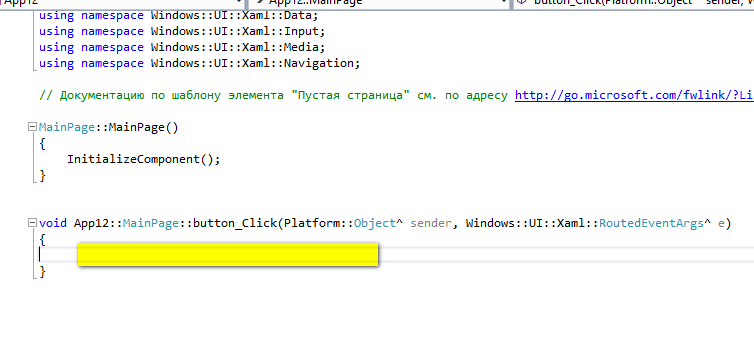 App12
App12::MainPage
button_Click(Platform::Object^ sender, W
using namespace Windows::UI::Xaml::Data;
using namespace Windows::UI::Xaml::Input;
using namespace Windows::UI::Xaml::Media;
using namespace Windows::UI::Xaml::Navigation;
// Документацию по шаблону элемента "Пустая страница" см. по адресу http://go.microsoft.com/fwlink/?Li
MainPage::MainPage()
{
InitializeComponent();
}
void App12::MainPage::button_Click(Platform::Object^ sender, Windows::UI::Xaml::RoutedEventArgs^ e)
{
}